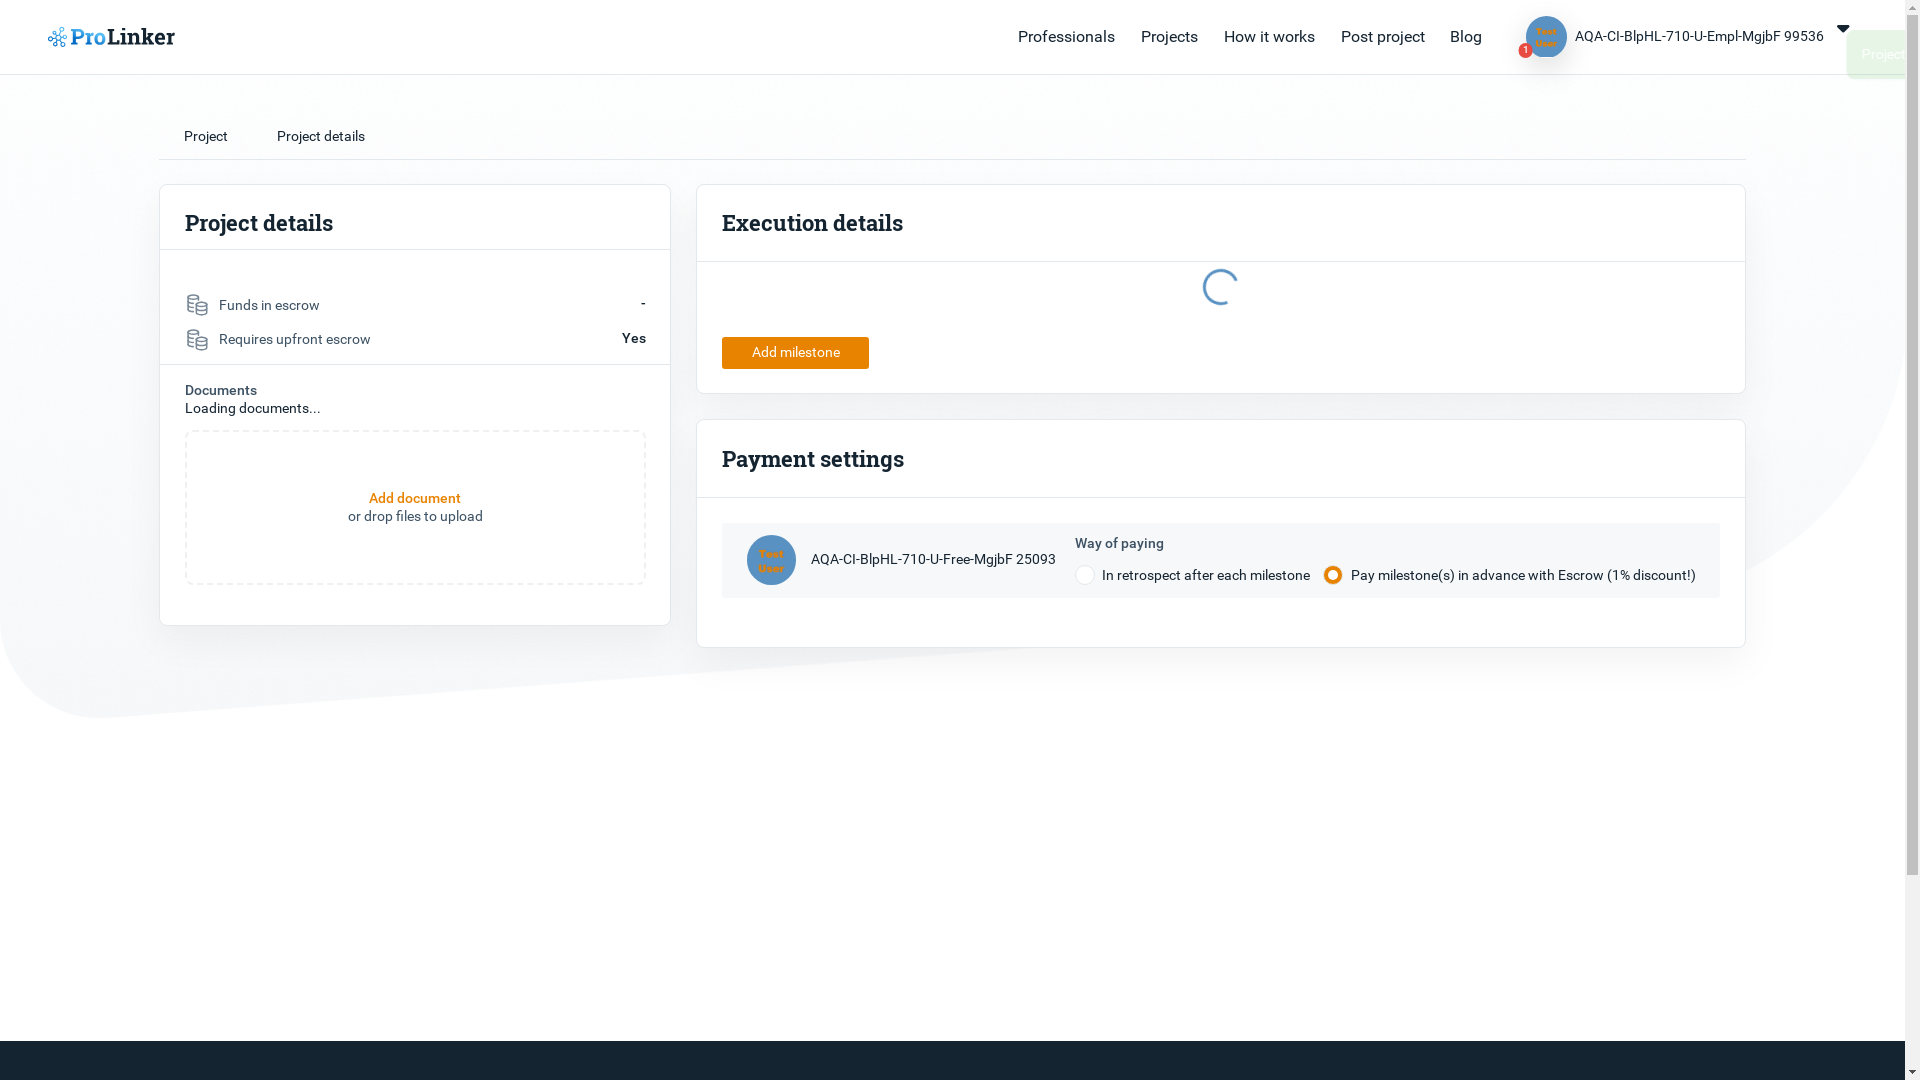 ProLinker
Professionals
Projects
How it works
Post project
Blog
Test User
1
AQA-CI-BlpHL-710-U-Empl-MgjbF 99536
Project
Project
Project details
Project details
Funds in escrow
-
Requires upfront escrow
Yes
Documents
Loading documents...
Add document
or drop files to upload
Execution details
Add milestone
Payment settings
Test
User
AQA-CI-BlpHL-710-U-Free-MgjbF 25093
Way of paying
In retrospect after each milestone
Pay milestone(s) in advance with Escrow (1% discount!)